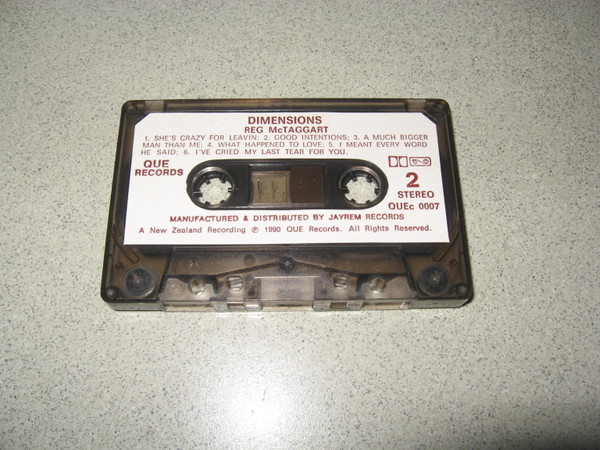 DIMENSIONS
REG McTAGGART
1. SHE'S CRAZY FOR LEAVIN; 2. GOOD INTENTIONS; 3. A MUCH BIGGER
MAN THAN ME; 4. WHAT HAPPENED TO LOVE; 5. I MEANT EVERY WORD
HE SAID; 6. I'VE CRIED MY LAST TEAR FOR YOU.
QUE
RECORDS
2
STEREO
QUEc 0007
MANUFACTURED & DISTRIBUTED BY JAYREM RECORDS
A New Zealand Recording ℗ 1990 QUE Records. All Rights Reserved.